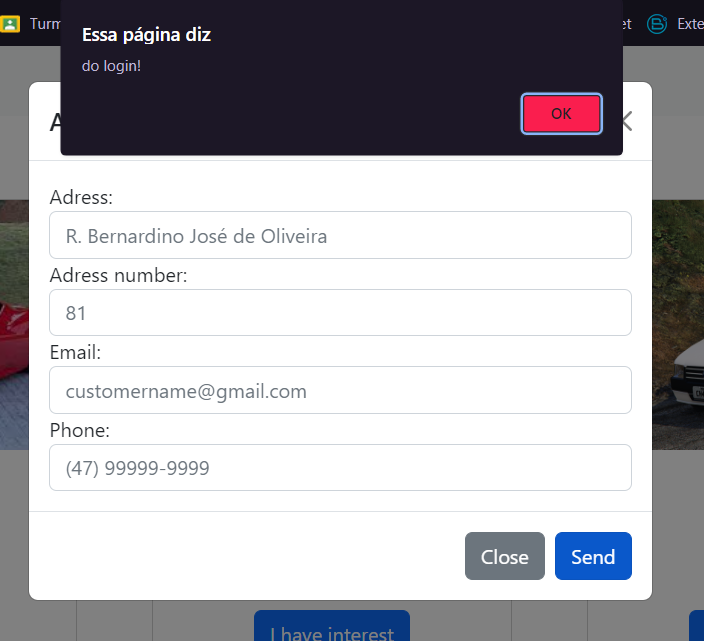 Turm
et
Exte
Essa página diz
do login!
OK
A
Adress:
R. Bernardino José de Oliveira
Adress number:
81
Email:
customername@gmail.com
Phone:
(47) 99999-9999
Close
Send
I have interest